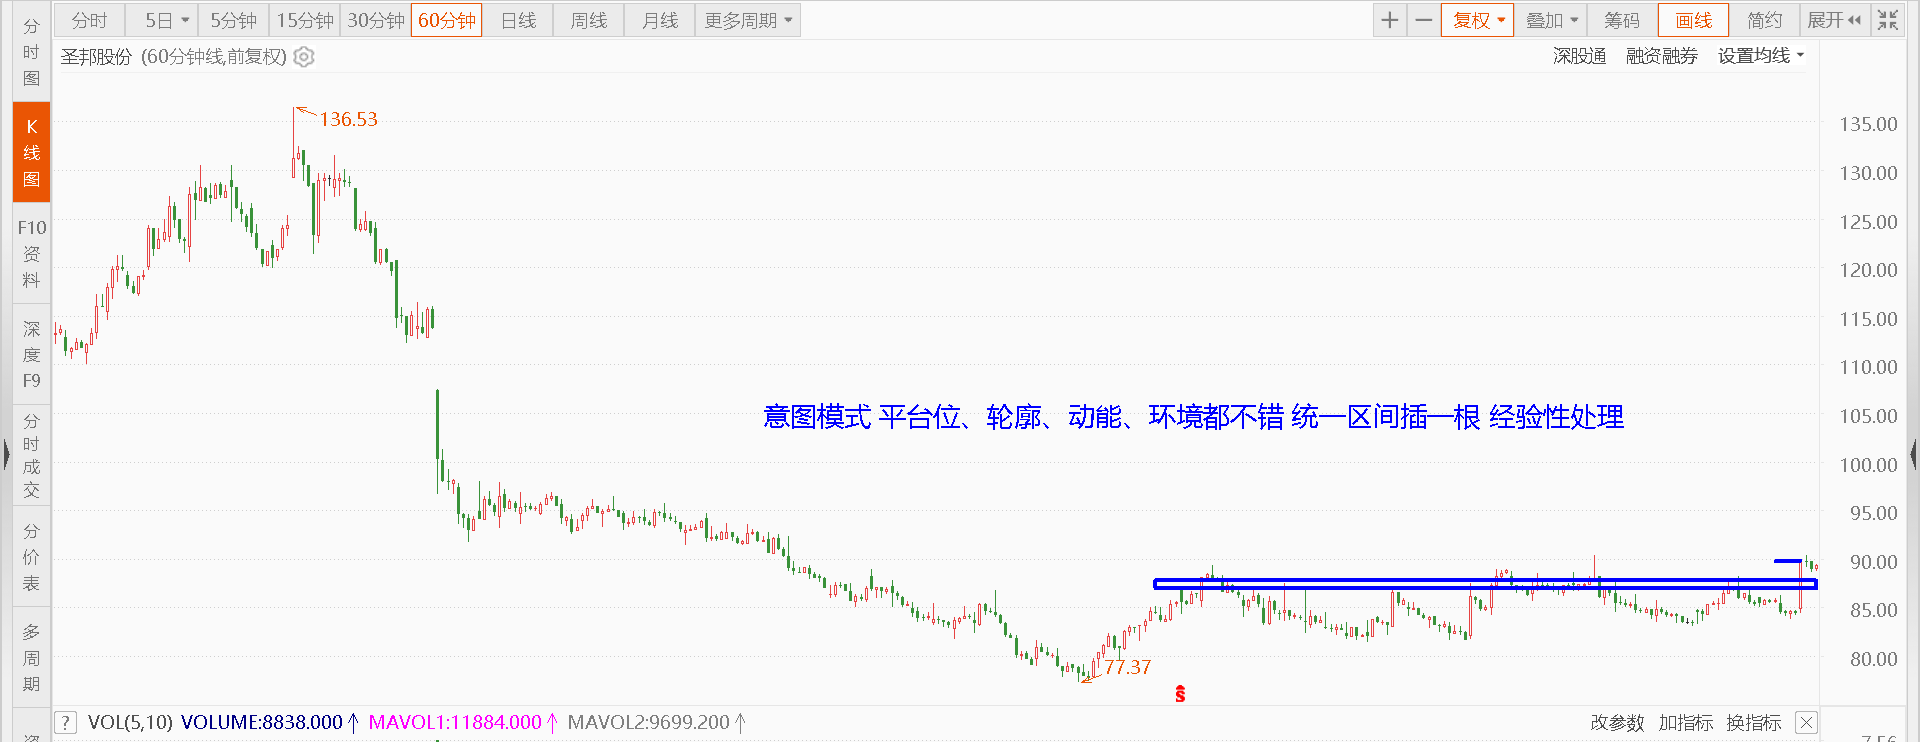 分时 5日 5分钟 15分钟 30分钟 60分钟 日线 周线 月线 更多周期 复权 叠加 筹码 画线 简约 展开
圣邦股份 (60分钟线,前复权) 深股通 融资融券 设置均线
分时图
K线图
F10资料
深度F9
分时成交
分价表
多周期
136.53
135.00
130.00
125.00
120.00
115.00
110.00
意图模式 平台位、轮廓、动能、环境都不错 统一区间插一根 经验性处理
105.00
100.00
95.00
90.00
85.00
80.00
77.37
S
? VOL(5,10) VOLUME:8838.000↑ MAVOL1:11884.000↑ MAVOL2:9699.200↑ 改参数 加指标 换指标